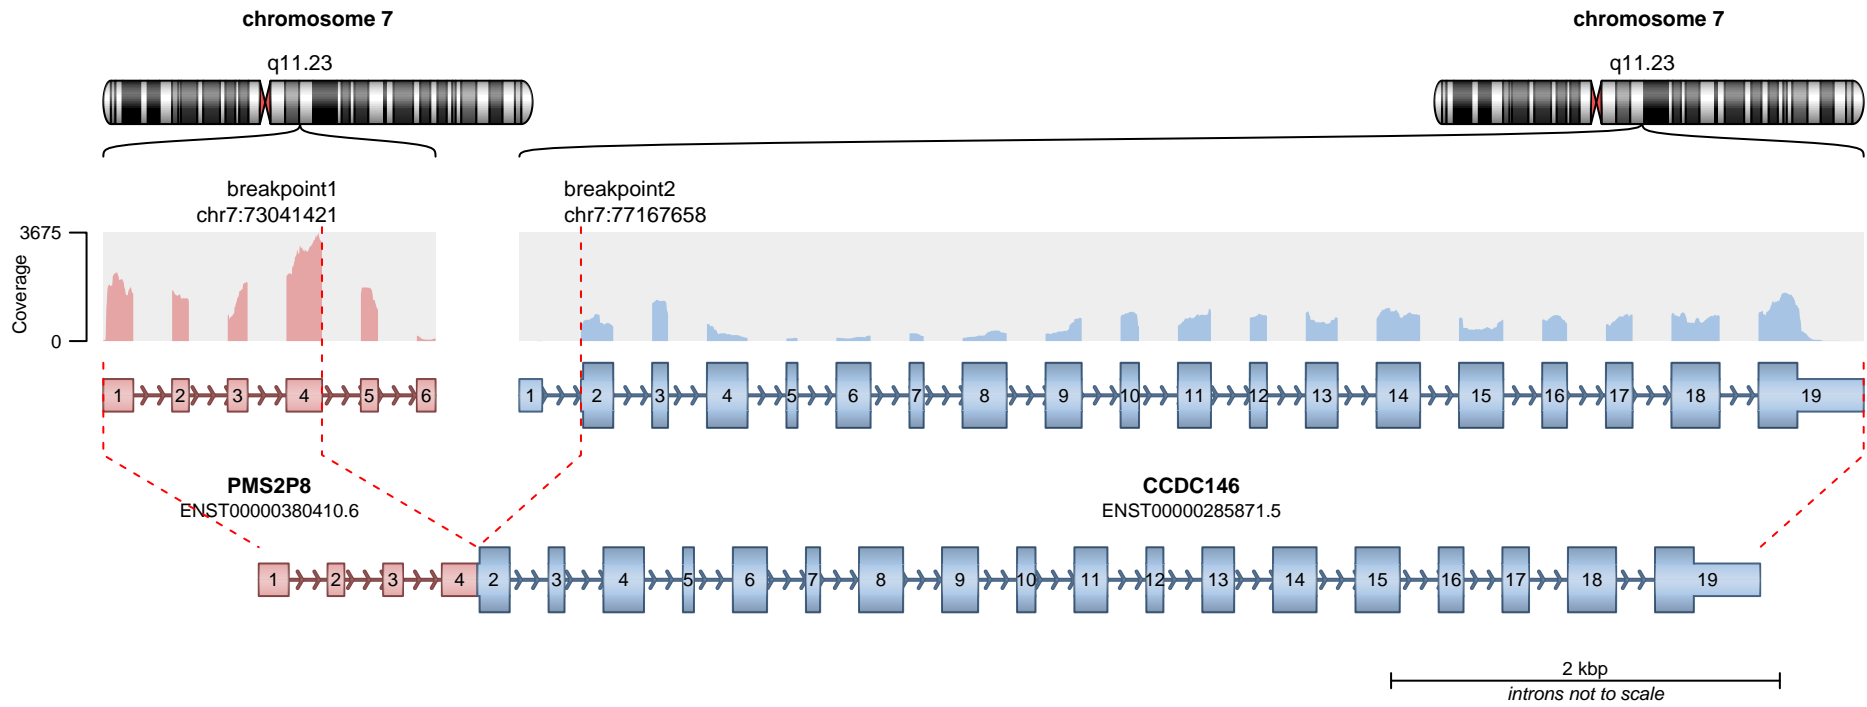 chromosome 7
chromosome 7
q11.23
q11.23
breakpoint1
chr7:73041421
breakpoint2
chr7:77167658
3675
0
Coverage
1 2 3 4 5 6
1 2 3 4 5 6 7 8 9 10 11 12 13 14 15 16 17 18 19
PMS2P8
ENST00000380410.6
CCDC146
ENST00000285871.5
1 2 3 4 2 3 4 5 6 7 8 9 10 11 12 13 14 15 16 17 18 19
2 kbp
introns not to scale